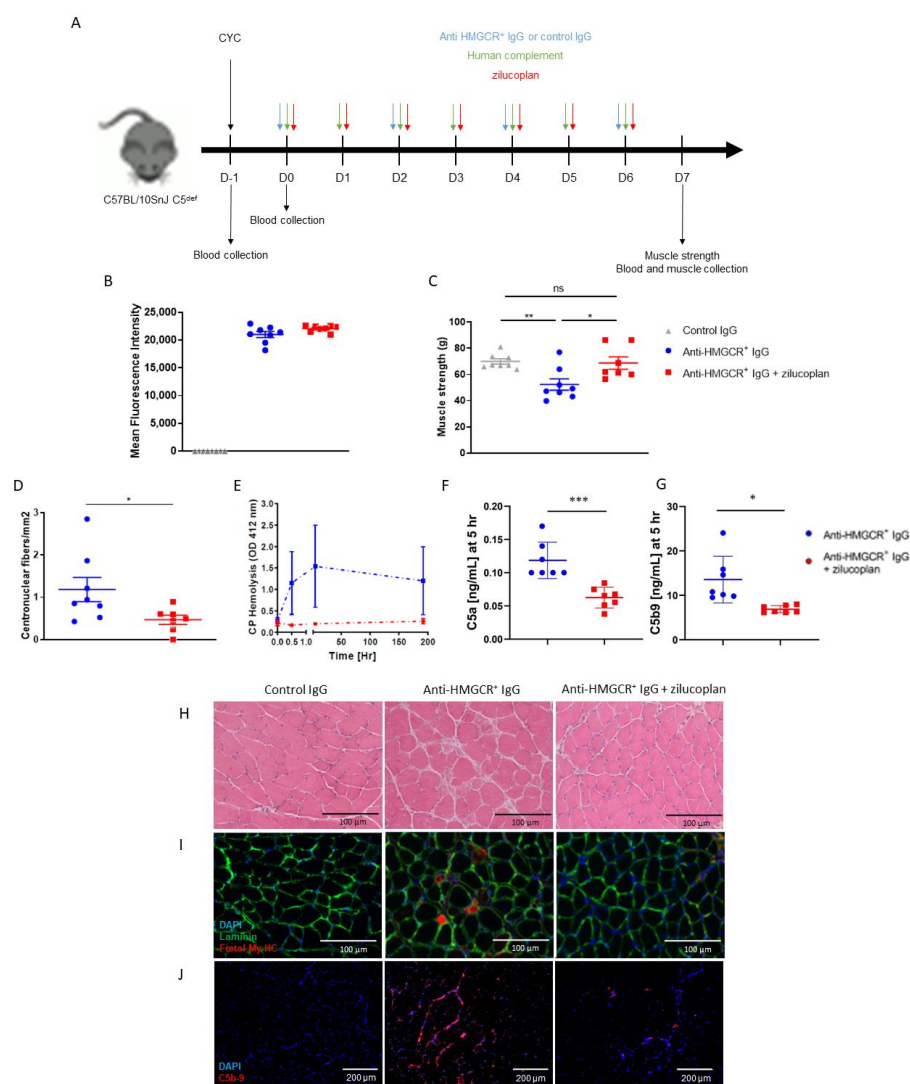 A
CYC
Anti HMGCR⁺ IgG or control IgG
Human complement
zilucoplan
D-1 D0 D1 D2 D3 D4 D5 D6 D7
C57BL/10SnJ C5ᵈᵉᶠ
Blood collection
Blood collection
Muscle strength
Blood and muscle collection
B
Mean Fluorescence Intensity
25,000
20,000
15,000
10,000
5,000
0
C
ns
** *
Muscle strength (g)
100
80
60
40
20
0
Control IgG
Anti-HMGCR⁺ IgG
Anti-HMGCR⁺ IgG + zilucoplan
D
*
Centronuclear fibers/mm2
3
2
1
0
E
CP Hemolysis (OD 412 nm)
3.0
2.5
2.0
1.5
1.0
0.5
0.0
0.0 0.5 1.0 50 100 150 200
Time [Hr]
F
***
C5a [ng/mL] at 5 hr
0.20
0.15
0.10
0.05
0.00
G
*
C5b9 [ng/mL] at 5 hr
30
20
10
0
Anti-HMGCR⁺ IgG
Anti-HMGCR⁺ IgG
+ zilucoplan
Control IgG Anti-HMGCR⁺ IgG Anti-HMGCR⁺ IgG + zilucoplan
H
100 µm 100 µm 100 µm
I
DAPI
Laminin
Foetal My HC
100 µm 100 µm 100 µm
J
DAPI
C5b-9
200 µm 200 µm 200 µm